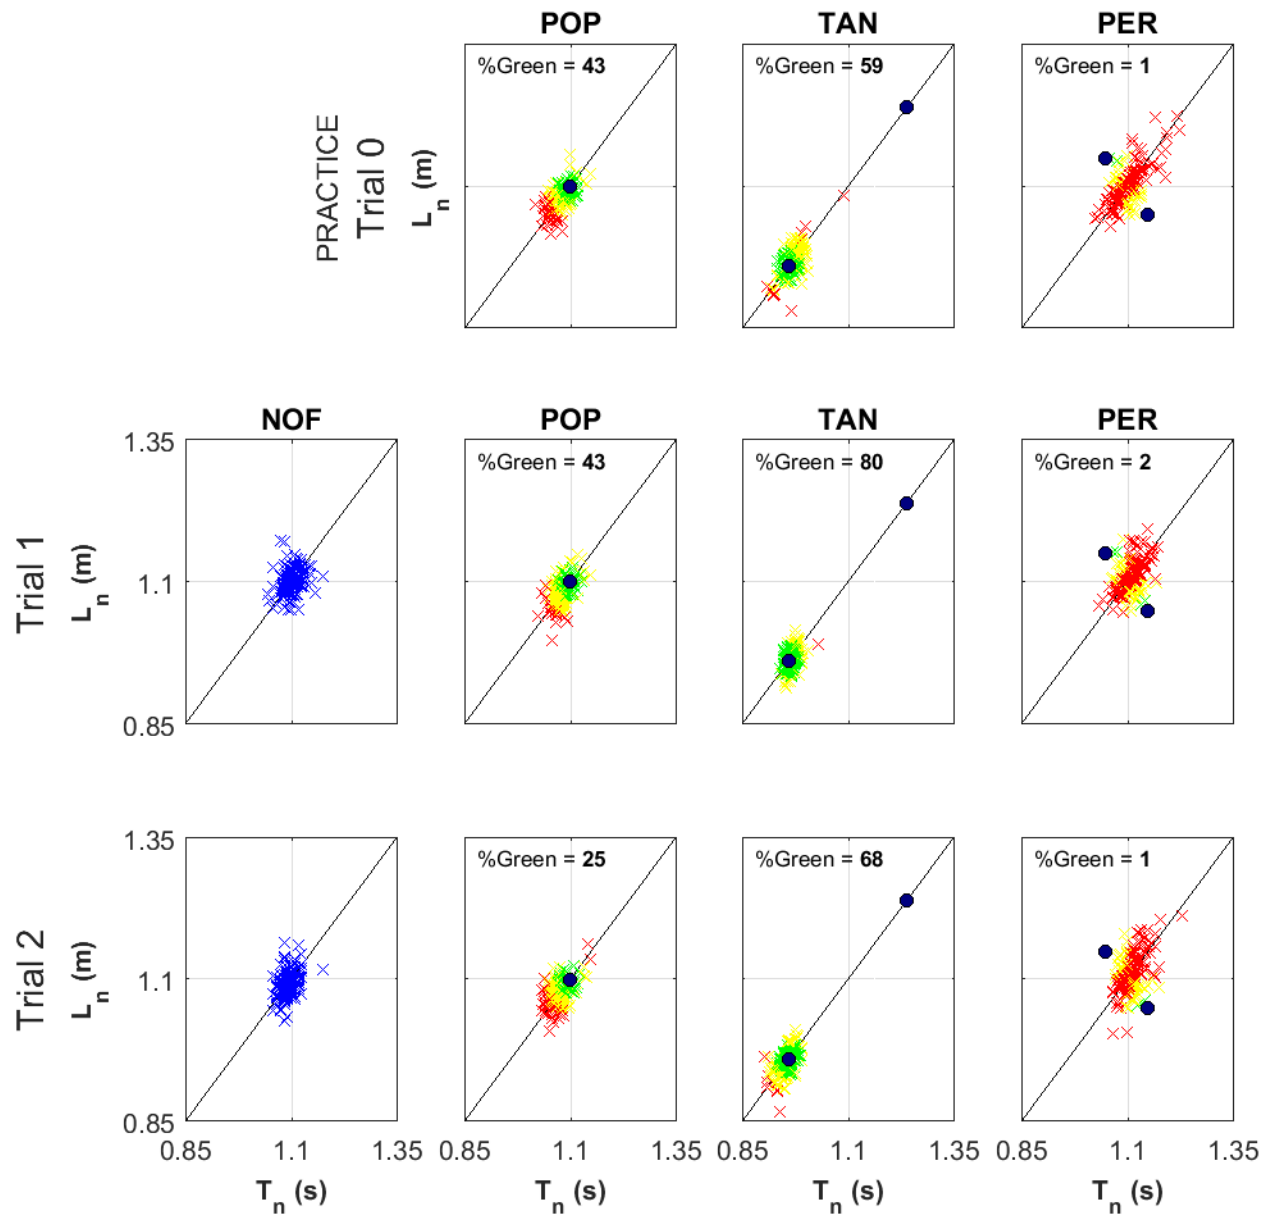 POP TAN PER
PRACTICE
Trial 0
L_n (m)
%Green = 43
%Green = 59
%Green = 1
NOF POP TAN PER
Trial 1
L_n (m)
1.35
1.1
0.85
%Green = 43
%Green = 80
%Green = 2
Trial 2
L_n (m)
1.35
1.1
0.85
%Green = 25
%Green = 68
%Green = 1
0.85 1.1 1.35 0.85 1.1 1.35 0.85 1.1 1.35 0.85 1.1 1.35
T_n (s) T_n (s) T_n (s) T_n (s)